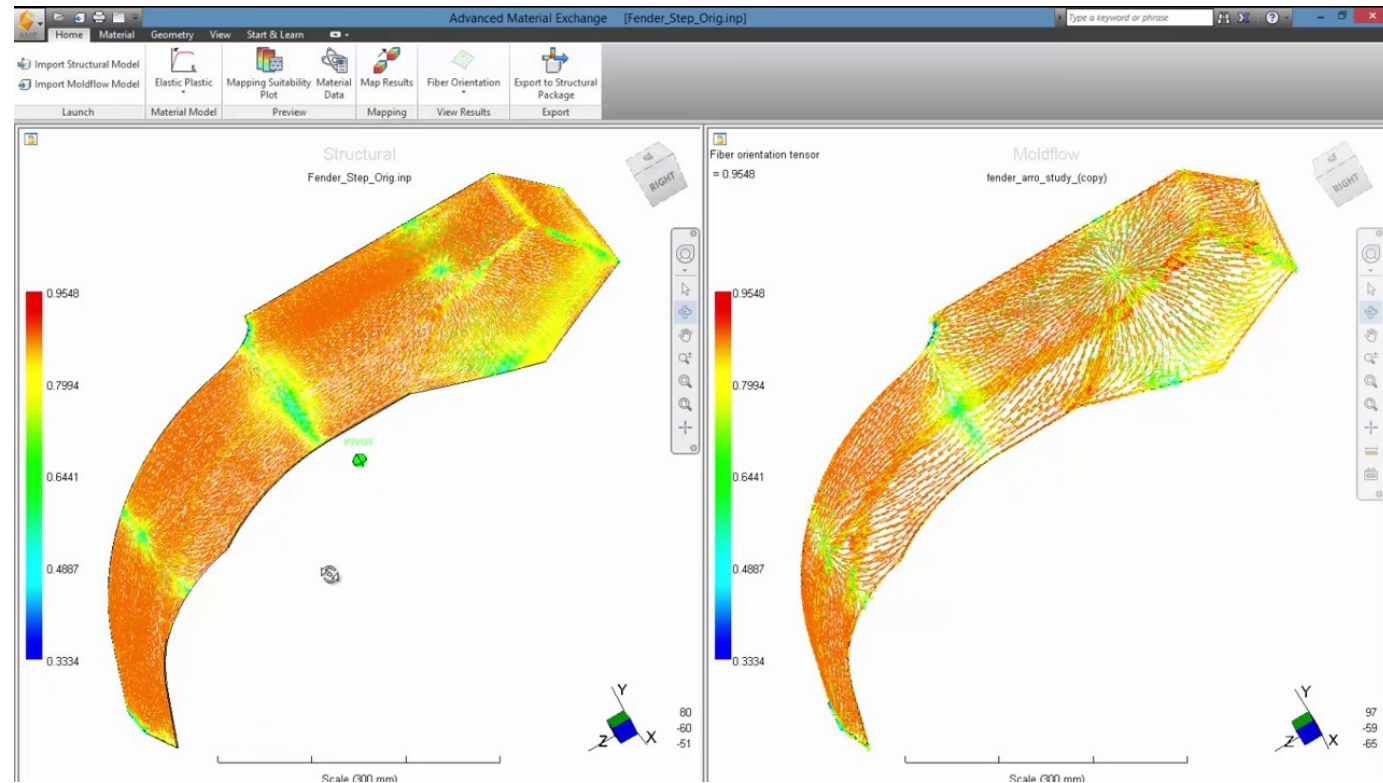 Advanced Material Exchange [Fender_Step_Orig.inp]
Type a keyword or phrase
AME Home Material Geometry View Start & Learn
Import Structural Model
Import Moldflow Model
Launch
Elastic Plastic
Material Model
Mapping Suitability Plot
Material Data
Preview
Map Results
Mapping
Fiber Orientation
View Results
Export to Structural Package
Export
Structural
Fender_Step_Orig.inp
RIGHT
0.9548
0.7994
0.6441
0.4887
0.3334
PIVOT
Y
Z
X
80
-60
-51
Scale (300 mm)
Fiber orientation tensor
= 0.9548
Moldflow
fender_arro_study_(copy)
RIGHT
0.9548
0.7994
0.6441
0.4887
0.3334
Y
Z
X
97
-59
-65
Scale (300 mm)